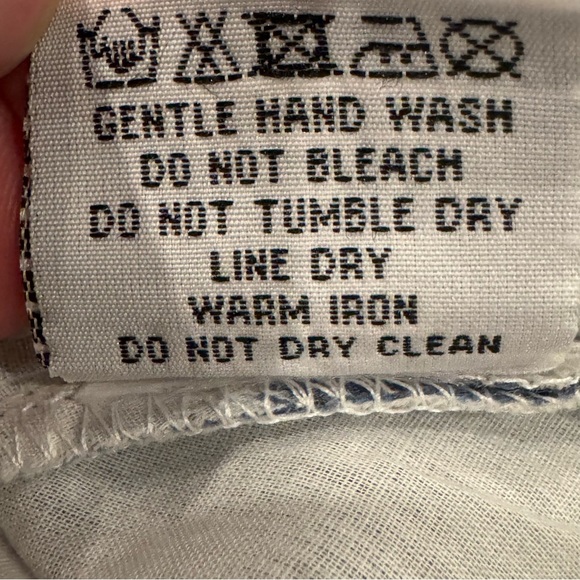 GENTLE HAND WASH
DO NOT BLEACH
DO NOT TUMBLE DRY
LINE DRY
WARM IRON
DO NOT DRY CLEAN